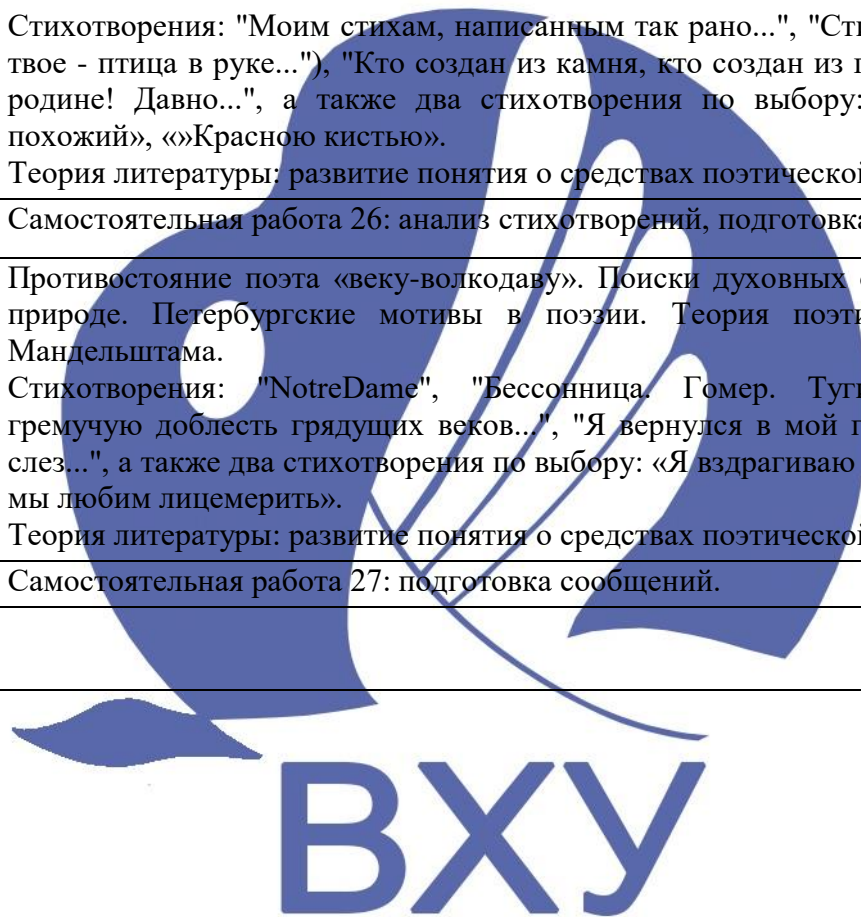 Стихотворения: "Моим стихам, написанным так рано...", "Сти
твое - птица в руке..."), "Кто создан из камня, кто создан из г
родине! Давно...", а также два стихотворения по выбору:
похожий», «»Красною кистью».
Теория литературы: развитие понятия о средствах поэтической
Самостоятельная работа 26: анализ стихотворений, подготовка
Противостояние поэта «веку-волкодаву». Поиски духовных
природе. Петербургские мотивы в поэзии. Теория поэти
Мандельштама.
Стихотворения: "NotreDame", "Бессонница. Гомер. Туги
гремучую доблесть грядущих веков...", "Я вернулся в мой г
слез...", а также два стихотворения по выбору: «Я вздрагиваю
мы любим лицемерить».
Теория литературы: развитие понятия о средствах поэтической
Самостоятельная работа 27: подготовка сообщений.
ВХУ